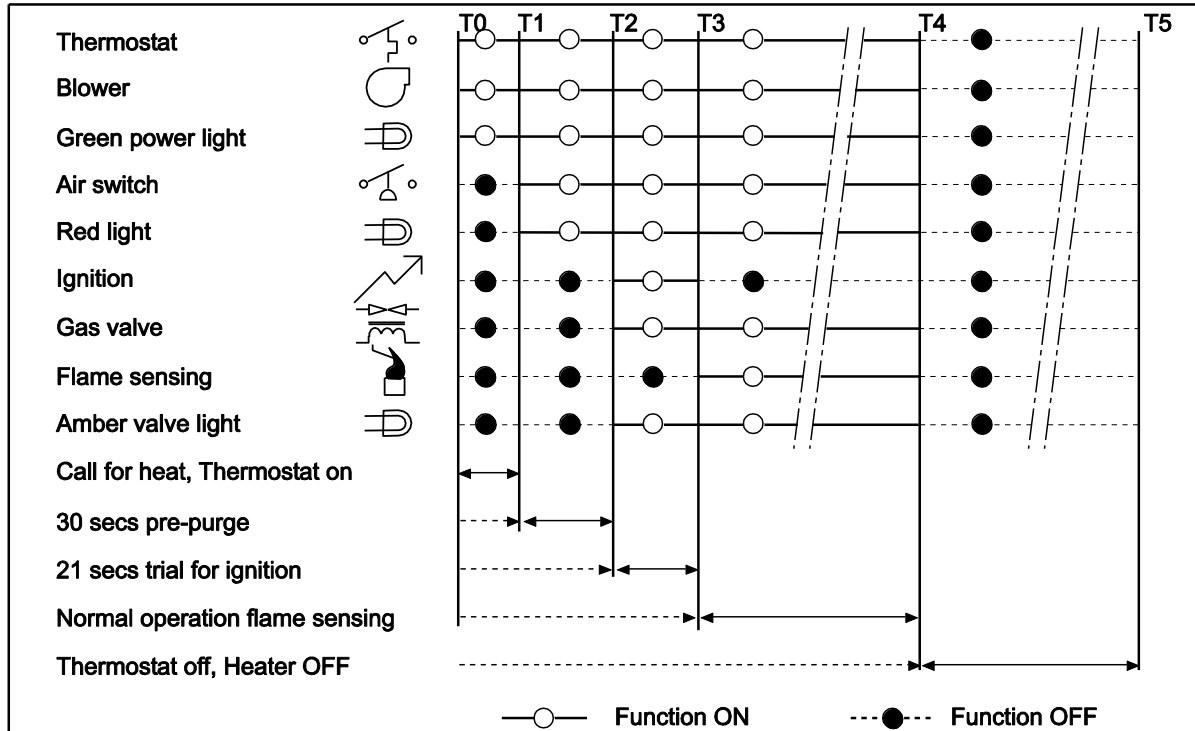 T0 T1 T2 T3 T4 T5
Thermostat
Blower
Green power light
Air switch
Red light
Ignition
Gas valve
Flame sensing
Amber valve light
Call for heat, Thermostat on
30 secs pre-purge
21 secs trial for ignition
Normal operation flame sensing
Thermostat off, Heater OFF
Function ON Function OFF